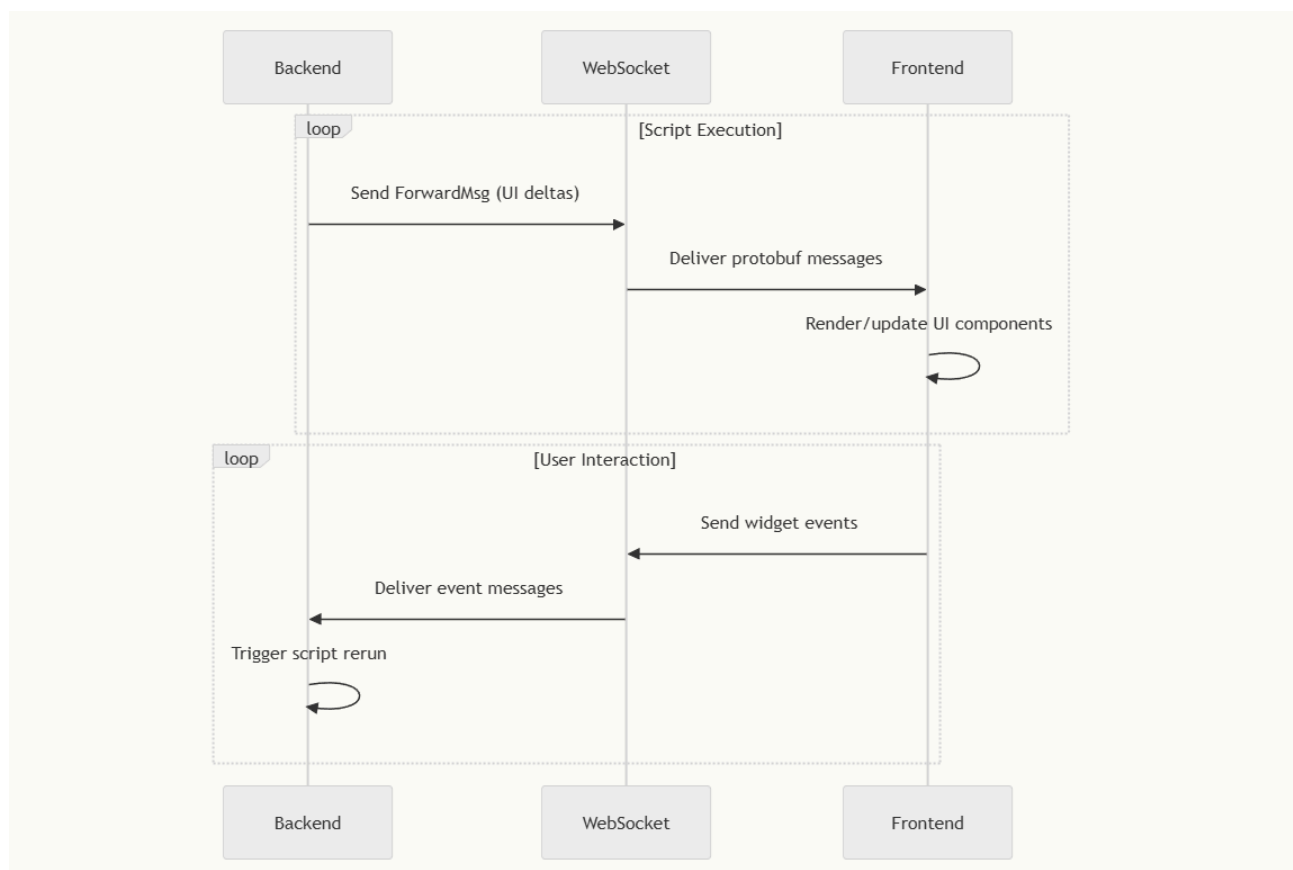 Backend
WebSocket
Frontend
loop
[Script Execution]
Send ForwardMsg (UI deltas)
Deliver protobuf messages
Render/update UI components
loop
[User Interaction]
Send widget events
Deliver event messages
Trigger script rerun
Backend
WebSocket
Frontend